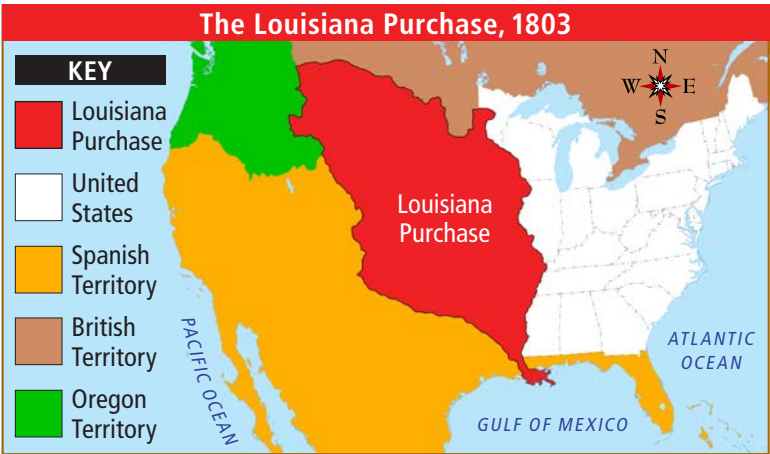 The Louisiana Purchase, 1803
KEY
Louisiana
Purchase
United
States
Spanish
Territory
British
Territory
Oregon
Territory
N
W E
S
Louisiana
Purchase
PACIFIC OCEAN
ATLANTIC
OCEAN
GULF OF MEXICO